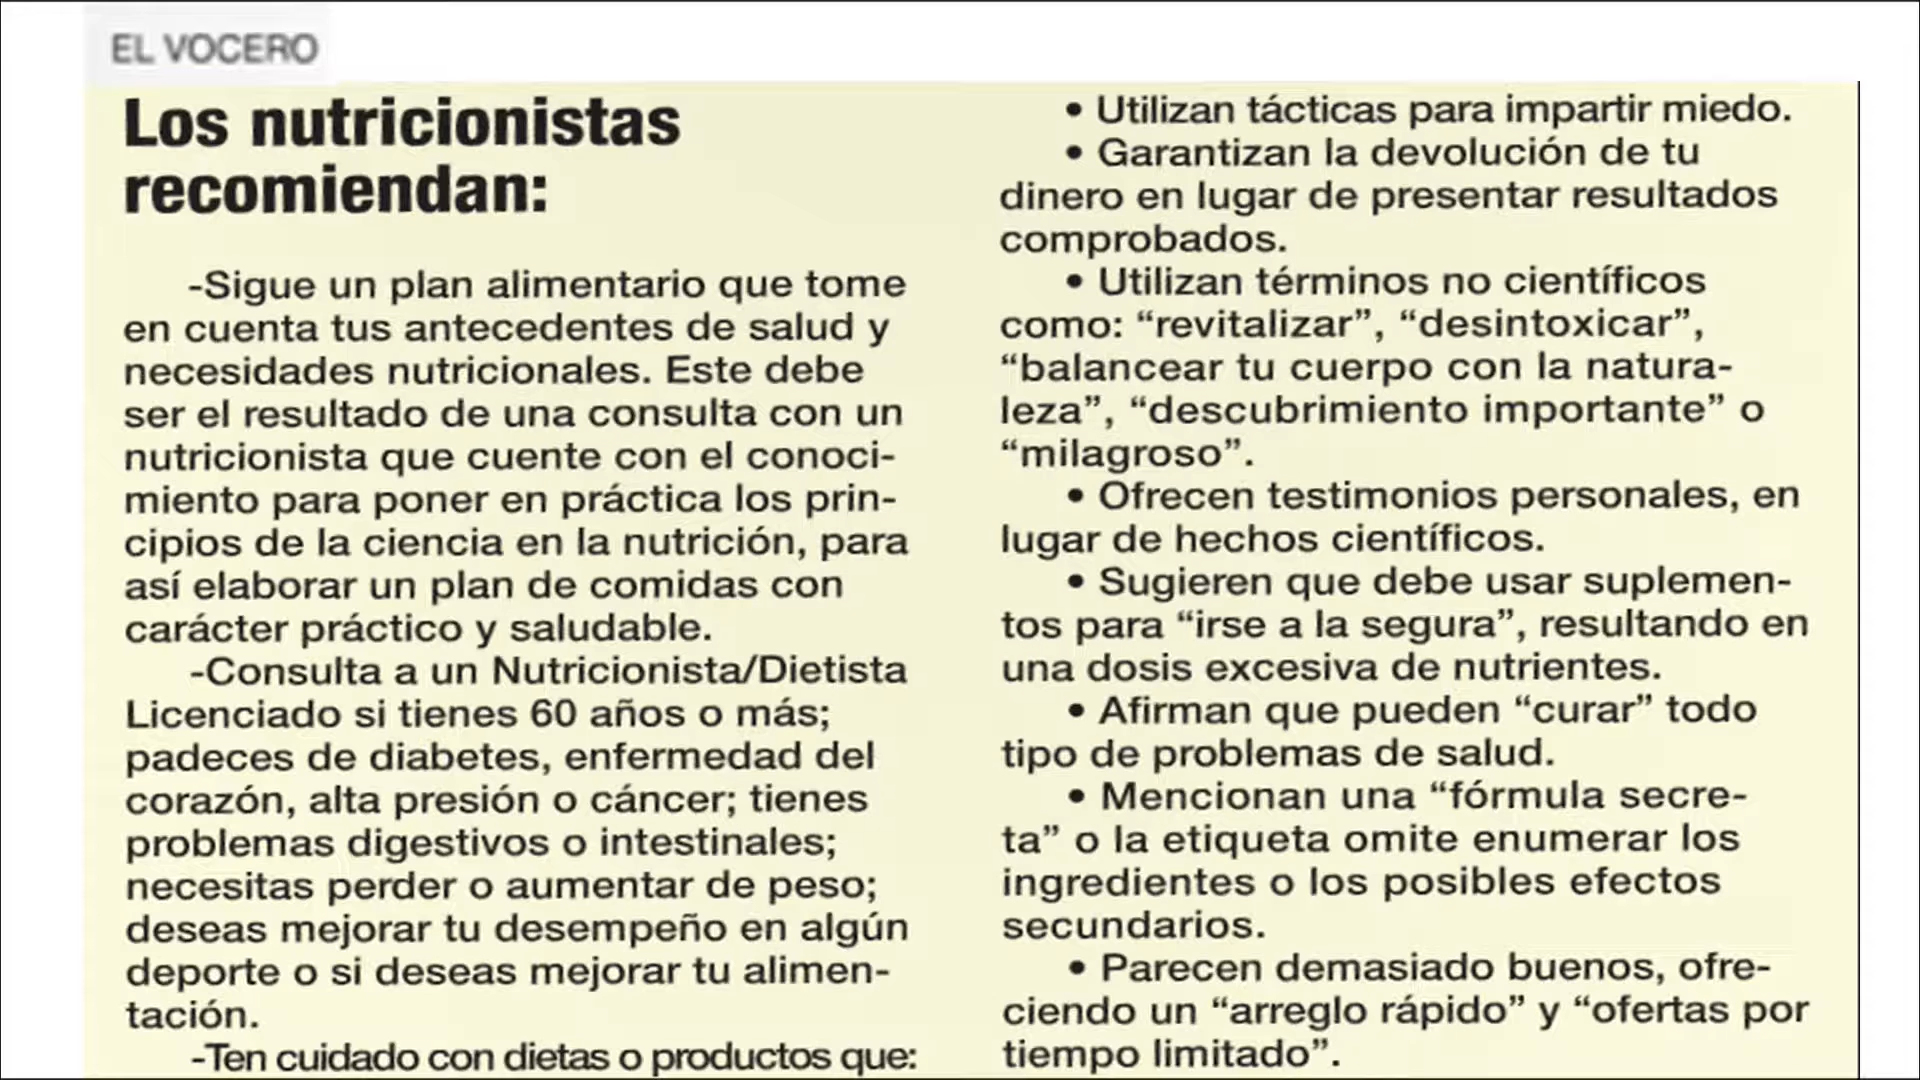 EL VOCERO
Los nutricionistas
recomiendan:
-Sigue un plan alimentario que tome
en cuenta tus antecedentes de salud y
necesidades nutricionales. Este debe
ser el resultado de una consulta con un
nutricionista que cuente con el conoci-
miento para poner en práctica los prin-
cipios de la ciencia en la nutrición, para
así elaborar un plan de comidas con
carácter práctico y saludable.
-Consulta a un Nutricionista/Dietista
Licenciado si tienes 60 años o más;
padeces de diabetes, enfermedad del
corazón, alta presión o cáncer; tienes
problemas digestivos o intestinales;
necesitas perder o aumentar de peso;
deseas mejorar tu desempeño en algún
deporte o si deseas mejorar tu alimen-
tación.
-Ten cuidado con dietas o productos que:
• Utilizan tácticas para impartir miedo.
• Garantizan la devolución de tu
dinero en lugar de presentar resultados
comprobados.
• Utilizan términos no científicos
como: “revitalizar”, “desintoxicar”,
“balancear tu cuerpo con la natura-
leza”, “descubrimiento importante” o
“milagroso”.
• Ofrecen testimonios personales, en
lugar de hechos científicos.
• Sugieren que debe usar suplemen-
tos para “irse a la segura”, resultando en
una dosis excesiva de nutrientes.
• Afirman que pueden “curar” todo
tipo de problemas de salud.
• Mencionan una “fórmula secre-
ta” o la etiqueta omite enumerar los
ingredientes o los posibles efectos
secundarios.
• Parecen demasiado buenos, ofre-
ciendo un “arreglo rápido” y “ofertas por
tiempo limitado”.